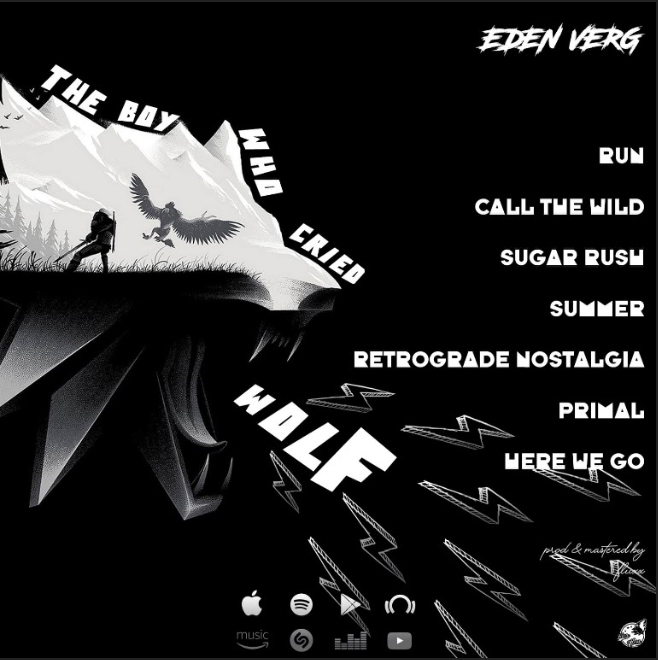 EDEN VERG
THE BOY WHO CRIED WOLF
RUN
CALL THE WILD
SUGAR RUSH
SUMMER
RETROGRADE NOSTALGIA
PRIMAL
HERE WE GO
prod & mastered by
fluxx
music